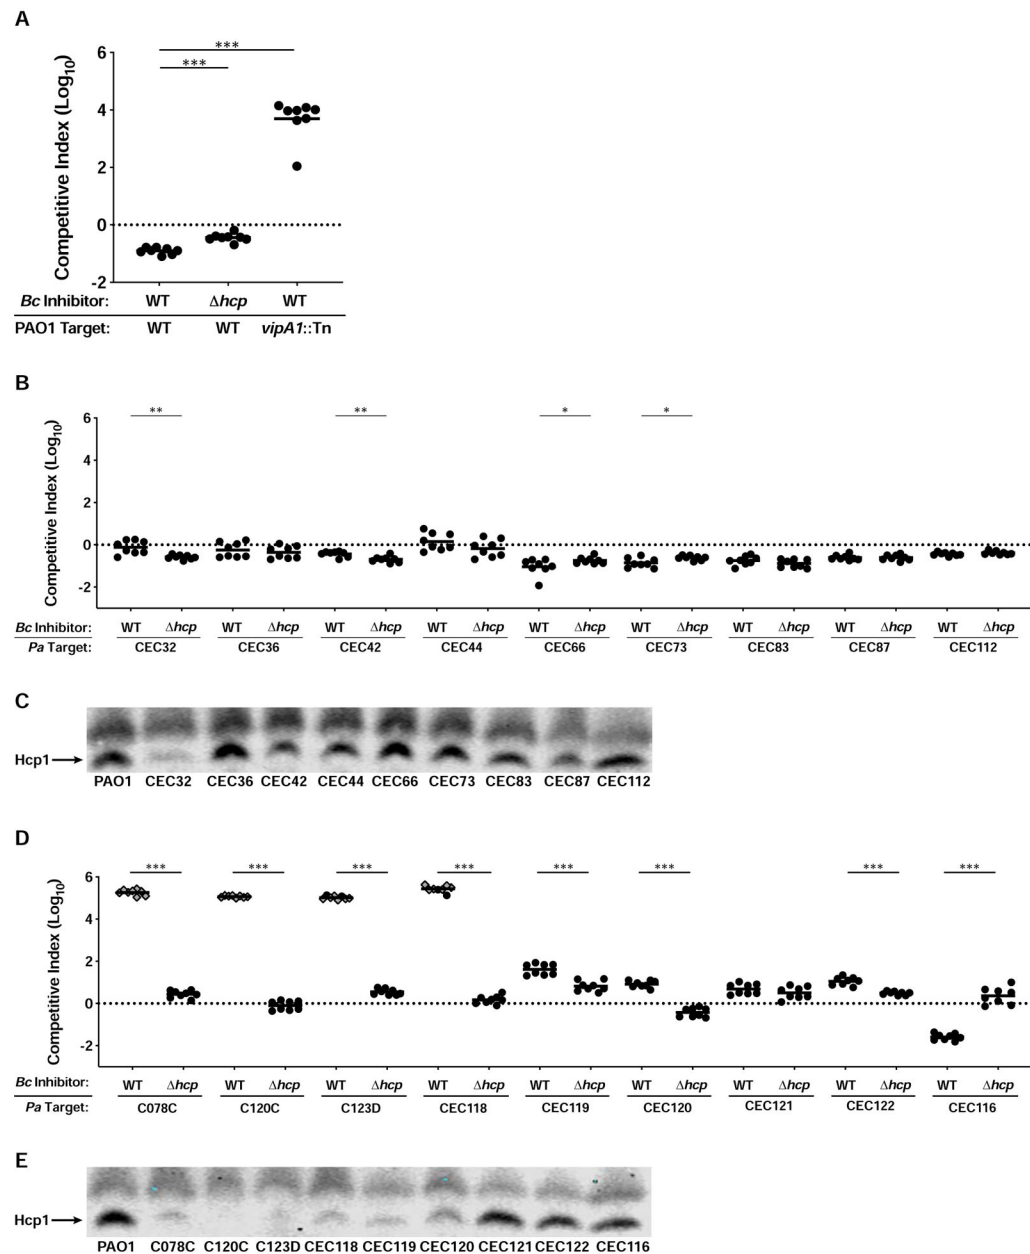 A
Competitive Index (Log10)
6
4
2
0
-2
***
***
Bc Inhibitor: WT Δhcp WT
PAO1 Target: WT WT vipA1::Tn
B
Competitive Index (Log10)
6
4
2
0
-2
** ** * *
Bc Inhibitor: WT Δhcp WT Δhcp WT Δhcp WT Δhcp WT Δhcp WT Δhcp WT Δhcp WT Δhcp WT Δhcp
Pa Target: CEC32 CEC36 CEC42 CEC44 CEC66 CEC73 CEC83 CEC87 CEC112
C
Hcp1
PAO1 CEC32 CEC36 CEC42 CEC44 CEC66 CEC73 CEC83 CEC87 CEC112
D
Competitive Index (Log10)
6
4
2
0
-2
*** *** *** *** *** *** *** ***
Bc Inhibitor: WT Δhcp WT Δhcp WT Δhcp WT Δhcp WT Δhcp WT Δhcp WT Δhcp WT Δhcp WT Δhcp
Pa Target: C078C C120C C123D CEC118 CEC119 CEC120 CEC121 CEC122 CEC116
E
Hcp1
PAO1 C078C C120C C123D CEC118 CEC119 CEC120 CEC121 CEC122 CEC116